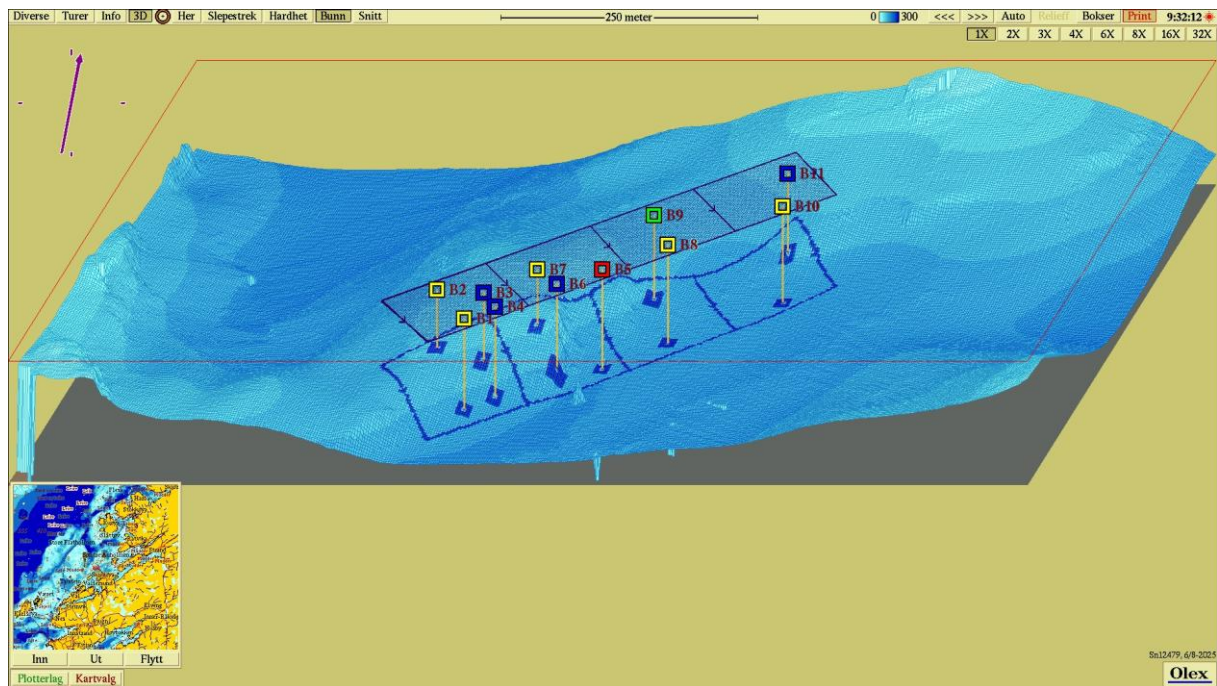 Diverse Turer Info 3D Her Slepestrek Hardhet Bunn Snitt 250 meter 0 300 <<< >>> Auto Relieff Bokser Print 9:32:12
1X 2X 3X 4X 6X 8X 16X 32X
B11
B10
B9
B8
B7
B5
B6
B2
B3
B4
B1
Inn Ut Flytt
Plotterlag Kartvalg
Sn12479, 6/8-2025
Olex